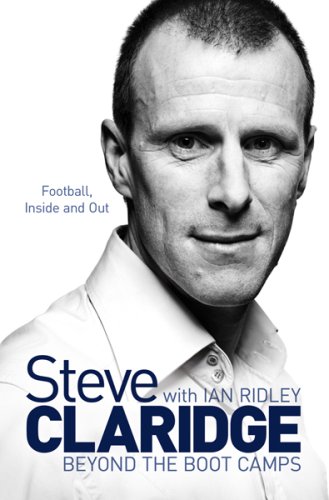 Football,
Inside and Out
Steve with IAN RIDLEY
CLARIDGE
BEYOND THE BOOT CAMPS